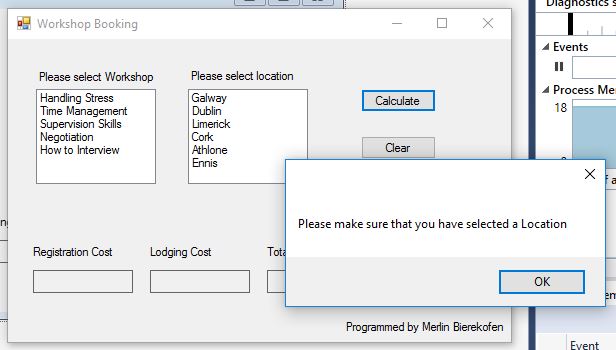 Diagnostics s
Workshop Booking
Events
Process Mem
18
Please select Workshop
Please select location
Handling Stress
Time Management
Supervision Skills
Negotiation
How to Interview
Galway
Dublin
Limerick
Cork
Athlone
Ennis
Calculate
Clear
Please make sure that you have selected a Location
OK
Registration Cost
Lodging Cost
Tota
Programmed by Merlin Bierekofen
Event